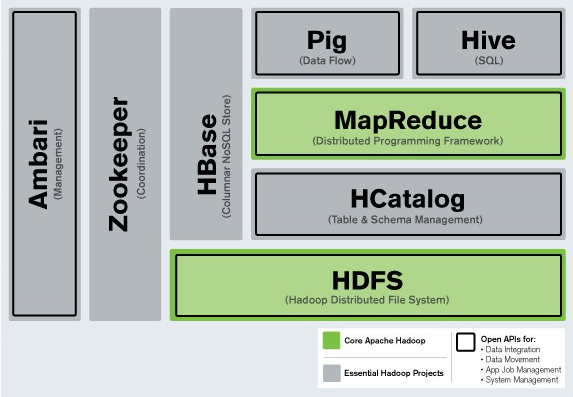 Ambari
(Management)
Zookeeper
(Coordination)
HBase
(Columnar NoSQL Store)
Pig
(Data Flow)
Hive
(SQL)
MapReduce
(Distributed Programming Framework)
HCatalog
(Table & Schema Management)
HDFS
(Hadoop Distributed File System)
Core Apache Hadoop
Essential Hadoop Projects
Open APIs for:
• Data Integration
• Data Movement
• App Job Management
• System Management